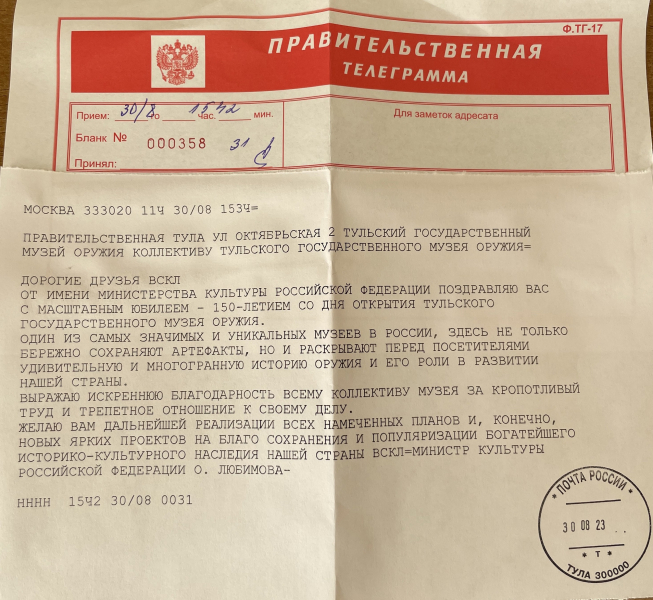 Ф.ТГ-17
ПРАВИТЕЛЬСТВЕННАЯ
ТЕЛЕГРАММА
Прием: 30/8 го 15 42 час. мин.
Для заметок адресата
Бланк № 000358 31
Принял:
МОСКВА 333020 11Ч 30/08 153Ч=
ПРАВИТЕЛЬСТВЕННАЯ ТУЛА УЛ ОКТЯБРЬСКАЯ 2 ТУЛЬСКИЙ ГОСУДАРСТВЕННЫЙ
МУЗЕЙ ОРУЖИЯ КОЛЛЕКТИВУ ТУЛЬСКОГО ГОСУДАРСТВЕННОГО МУЗЕЯ ОРУЖИЯ=
ДОРОГИЕ ДРУЗЬЯ ВСКЛ
ОТ ИМЕНИ МИНИСТЕРСТВА КУЛЬТУРЫ РОССИЙСКОЙ ФЕДЕРАЦИИ ПОЗДРАВЛЯЮ ВАС
С МАСШТАБНЫМ ЮБИЛЕЕМ – 150-ЛЕТИЕМ СО ДНЯ ОТКРЫТИЯ ТУЛЬСКОГО
ГОСУДАРСТВЕННОГО МУЗЕЯ ОРУЖИЯ.
ОДИН ИЗ САМЫХ ЗНАЧИМЫХ И УНИКАЛЬНЫХ МУЗЕЕВ В РОССИИ, ЗДЕСЬ НЕ ТОЛЬКО
БЕРЕЖНО СОХРАНЯЮТ АРТЕФАКТЫ, НО И РАСКРЫВАЮТ ПЕРЕД ПОСЕТИТЕЛЯМИ
УДИВИТЕЛЬНУЮ И МНОГОГРАННУЮ ИСТОРИЮ ОРУЖИЯ И ЕГО РОЛИ В РАЗВИТИИ
НАШЕЙ СТРАНЫ.
ВЫРАЖАЮ ИСКРЕННЮЮ БЛАГОДАРНОСТЬ ВСЕМУ КОЛЛЕКТИВУ МУЗЕЯ ЗА КРОПОТЛИВЫЙ
ТРУД И ТРЕПЕТНОЕ ОТНОШЕНИЕ К СВОЕМУ ДЕЛУ.
ЖЕЛАЮ ВАМ ДАЛЬНЕЙШЕЙ РЕАЛИЗАЦИИ ВСЕХ НАМЕЧЕННЫХ ПЛАНОВ И, КОНЕЧНО,
НОВЫХ ЯРКИХ ПРОЕКТОВ НА БЛАГО СОХРАНЕНИЯ И ПОПУЛЯРИЗАЦИИ БОГАТЕЙШЕГО
ИСТОРИКО-КУЛЬТУРНОГО НАСЛЕДИЯ НАШЕЙ СТРАНЫ ВСКЛ=МИНИСТР КУЛЬТУРЫ
РОССИЙСКОЙ ФЕДЕРАЦИИ О. ЛЮБИМОВА-
НННН 15Ч2 30/08 0031
* ПОЧТА РОССИИ *
30 08 23
* Т *
ТУЛА 300000